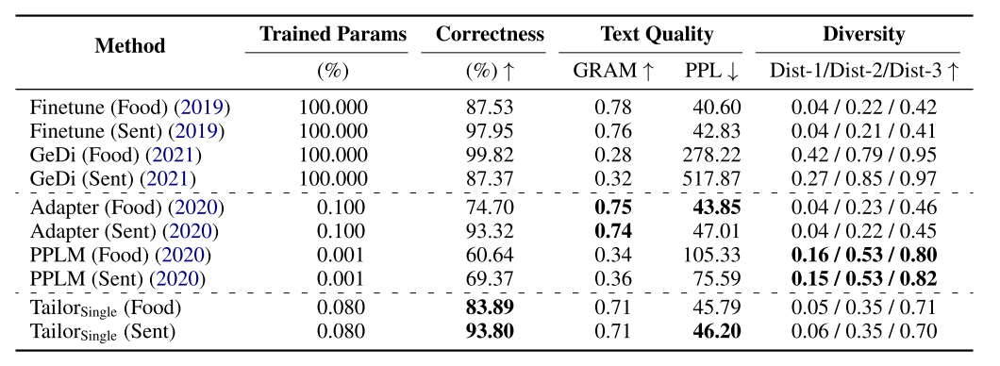 Method Trained Params Correctness Text Quality Diversity
(%) (%) ↑ GRAM ↑ PPL ↓ Dist-1/Dist-2/Dist-3 ↑
Finetune (Food) (2019) 100.000 87.53 0.78 40.60 0.04 / 0.22 / 0.42
Finetune (Sent) (2019) 100.000 97.95 0.76 42.83 0.04 / 0.21 / 0.41
GeDi (Food) (2021) 100.000 99.82 0.28 278.22 0.42 / 0.79 / 0.95
GeDi (Sent) (2021) 100.000 87.37 0.32 517.87 0.27 / 0.85 / 0.97
Adapter (Food) (2020) 0.100 74.70 0.75 43.85 0.04 / 0.23 / 0.46
Adapter (Sent) (2020) 0.100 93.32 0.74 47.01 0.04 / 0.22 / 0.45
PPLM (Food) (2020) 0.001 60.64 0.34 105.33 0.16 / 0.53 / 0.80
PPLM (Sent) (2020) 0.001 69.37 0.36 75.59 0.15 / 0.53 / 0.82
TailorSingle (Food) 0.080 83.89 0.71 45.79 0.05 / 0.35 / 0.71
TailorSingle (Sent) 0.080 93.80 0.71 46.20 0.06 / 0.35 / 0.70